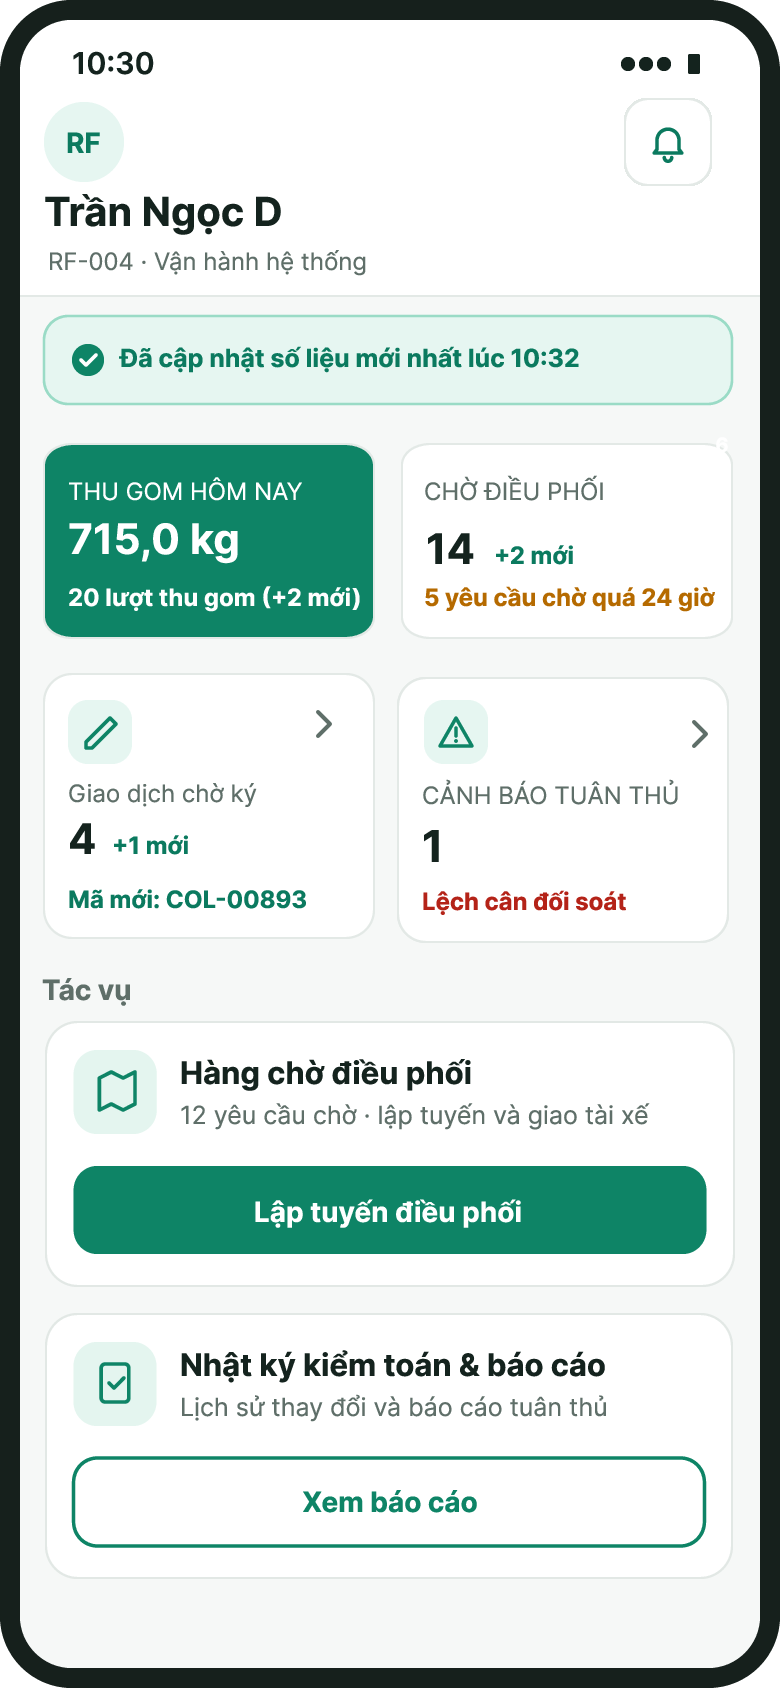 10:30
RF
Trần Ngọc D
RF-004 · Vận hành hệ thống
Đã cập nhật số liệu mới nhất lúc 10:32
6
THU GOM HÔM NAY
715,0 kg
20 lượt thu gom (+2 mới)
CHỜ ĐIỀU PHỐI
14 +2 mới
5 yêu cầu chờ quá 24 giờ
Giao dịch chờ ký
4 +1 mới
Mã mới: COL-00893
CẢNH BÁO TUÂN THỦ
1
Lệch cân đối soát
Tác vụ
Hàng chờ điều phối
12 yêu cầu chờ · lập tuyến và giao tài xế
Lập tuyến điều phối
Nhật ký kiểm toán & báo cáo
Lịch sử thay đổi và báo cáo tuân thủ
Xem báo cáo